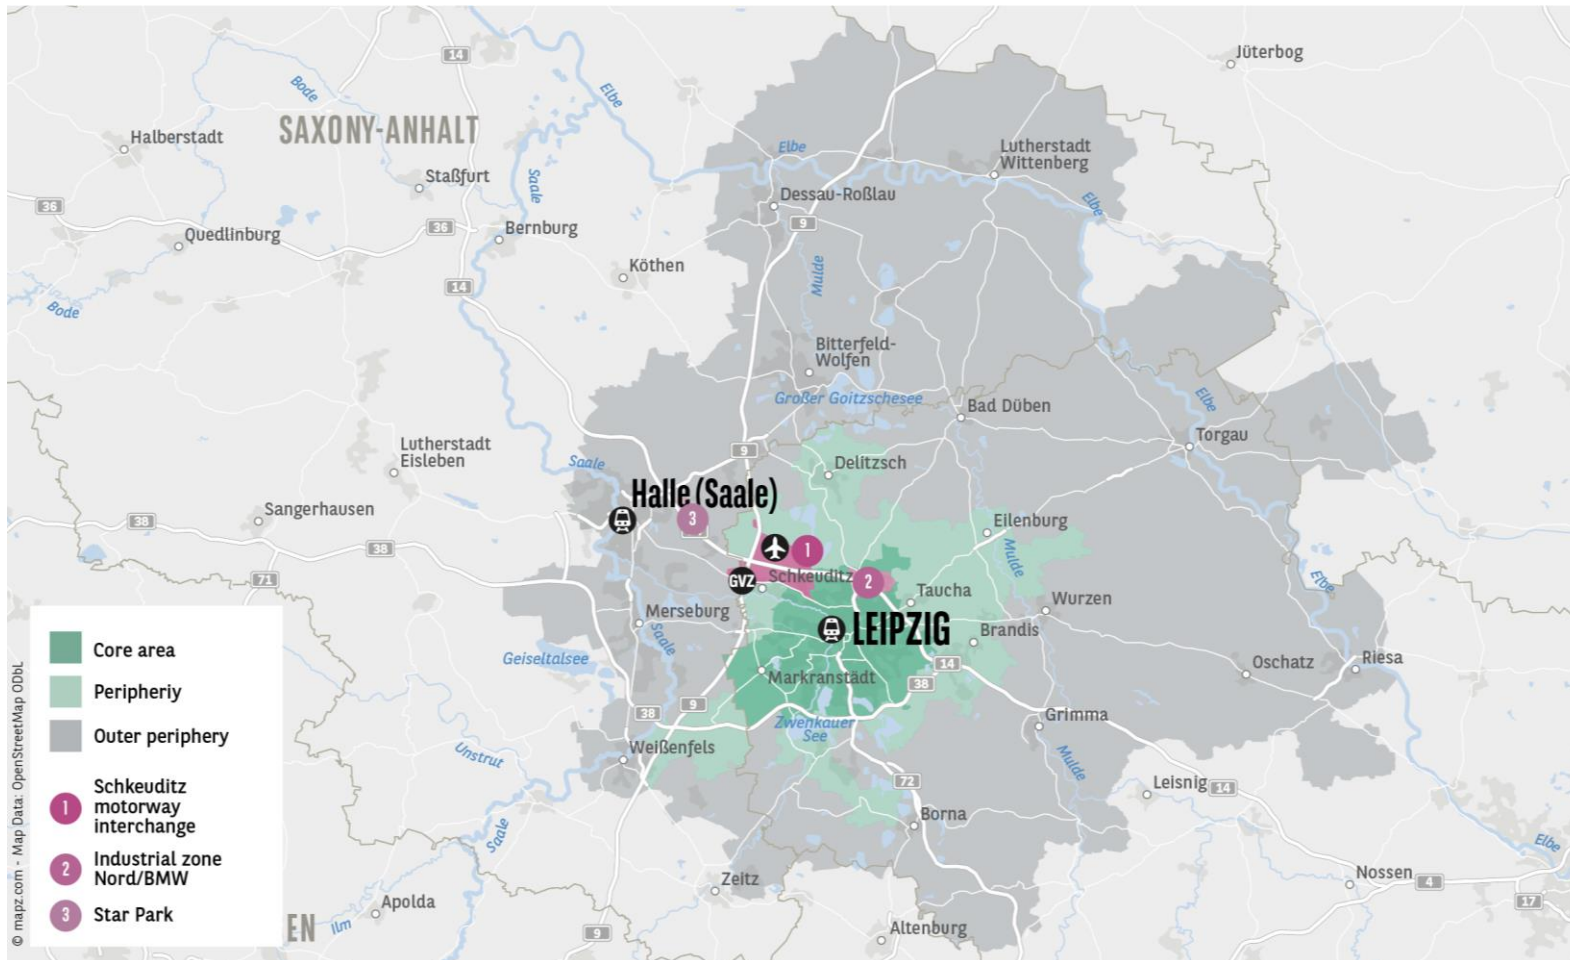 Jüterbog
14
Bode
Elbe
SAXONY-ANHALT
Halberstadt
Elbe
Lutherstadt
Wittenberg
Staßfurt
Saale
Dessau-Roßlau
Elbe
36
36
9
Quedlinburg
Bernburg
Köthen
Mulde
14
Bode
Bitterfeld-
Wolfen
Großer Goitzschesee
Bad Düben
Elbe
Torgau
Lutherstadt
Eisleben
Saale
9
Delitzsch
Halle (Saale)
Sangerhausen
38
3
Eilenburg
38
1
Mulde
71
GVZ
Schkeuditz
2
Taucha
Elbe
Merseburg
Wurzen
Saale
LEIPZIG
Brandis
Geiseltalsee
14
Oschatz
Riesa
Markranstädt
38
9
38
Zwenkauer
See
Grimma
Weißenfels
Unstrut
Mulde
72
Leisnig
14
Saale
Borna
Elbe
Zeitz
Nossen
4
17
Apolda
Ilm
EN
9
Altenburg
Core area
Peripheriy
Outer periphery
1
Schkeuditz
motorway
interchange
2
Industrial zone
Nord/BMW
3
Star Park
© mapz.com - Map Data: OpenStreetMap ODbL